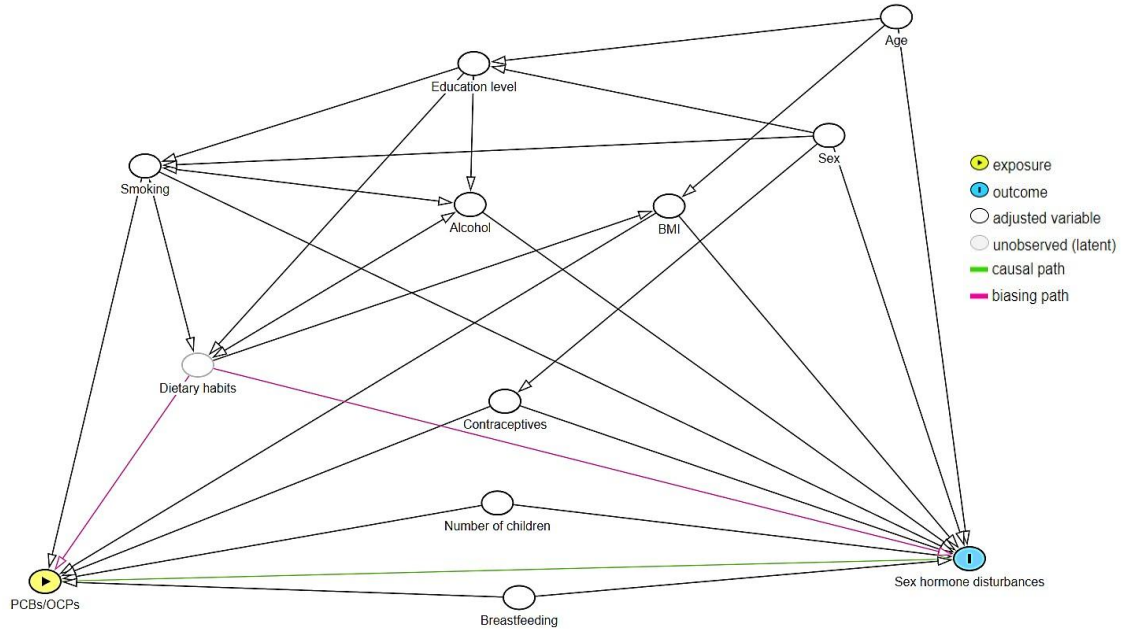 Age
Education level
Sex
exposure
Smoking
outcome
Alcohol
BMI
adjusted variable
unobserved (latent)
causal path
biasing path
Dietary habits
Contraceptives
Number of children
Sex hormone disturbances
PCBs/OCPs
Breastfeeding